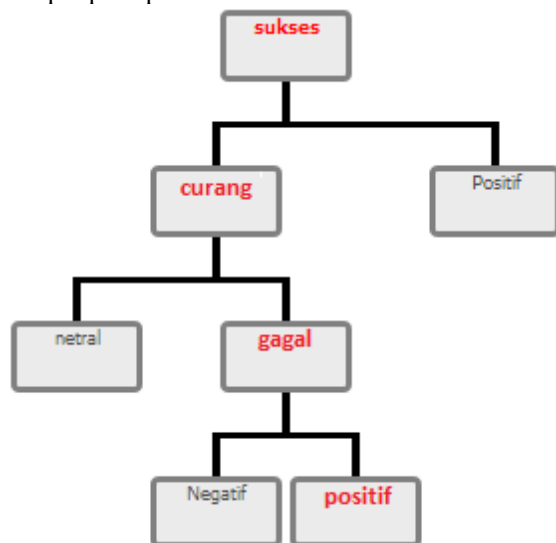 sukses
curang
Positif
netral
gagal
Negatif
positif